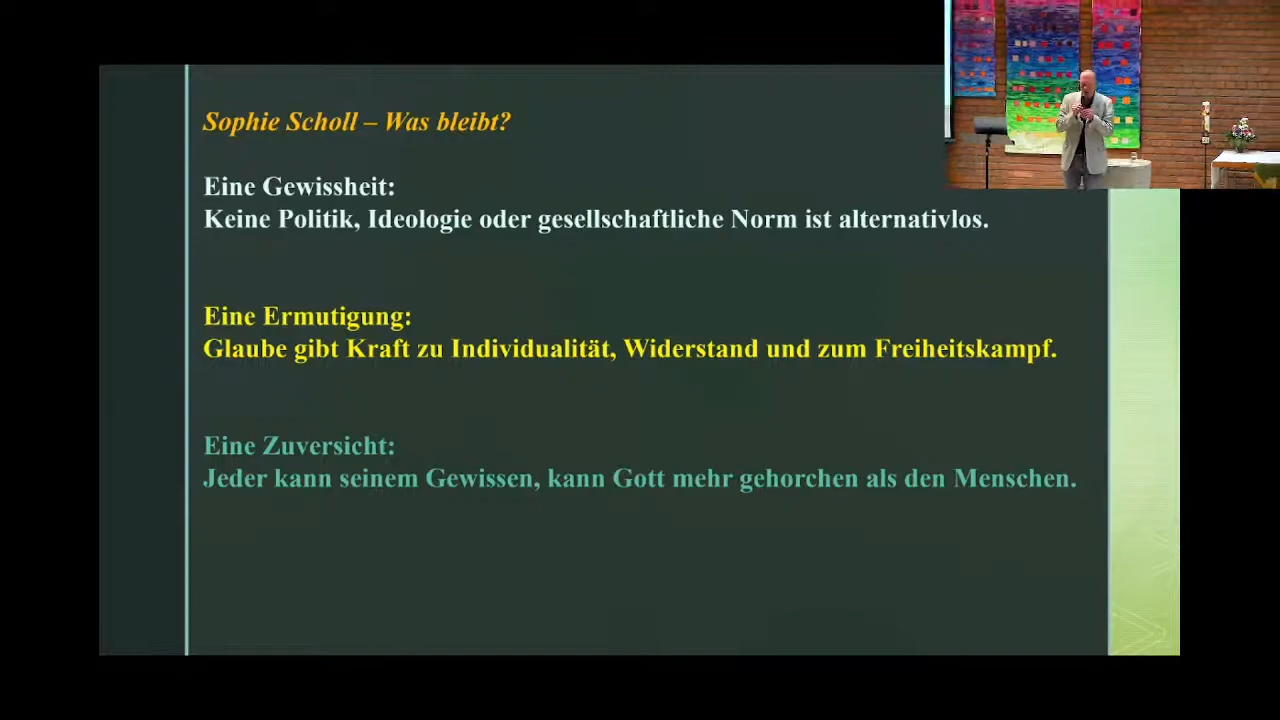 Sophie Scholl – Was bleibt?
Eine Gewissheit:
Keine Politik, Ideologie oder gesellschaftliche Norm ist alternativlos.
Eine Ermutigung:
Glaube gibt Kraft zu Individualität, Widerstand und zum Freiheitskampf.
Eine Zuversicht:
Jeder kann seinem Gewissen, kann Gott mehr gehorchen als den Menschen.